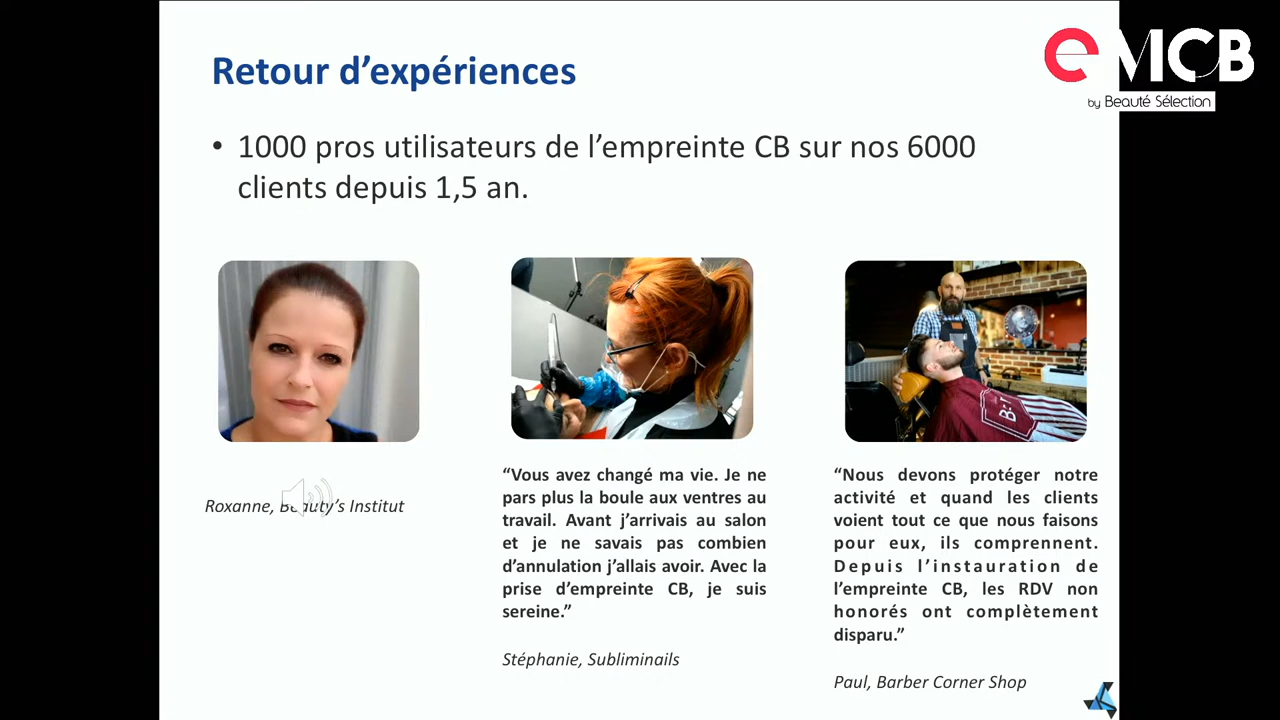 Retour d’expériences
eMCB
by Beauté Sélection
• 1000 pros utilisateurs de l’empreinte CB sur nos 6000
clients depuis 1,5 an.
Roxanne, Beauty’s Institut
“Vous avez changé ma vie. Je ne
pars plus la boule aux ventres au
travail. Avant j’arrivais au salon
et je ne savais pas combien
d’annulation j’allais avoir. Avec la
prise d’empreinte CB, je suis
sereine.”
Stéphanie, Subliminails
“Nous devons protéger notre
activité et quand les clients
voient tout ce que nous faisons
pour eux, ils comprennent.
Depuis l’instauration de
l’empreinte CB, les RDV non
honorés ont complètement
disparu.”
Paul, Barber Corner Shop